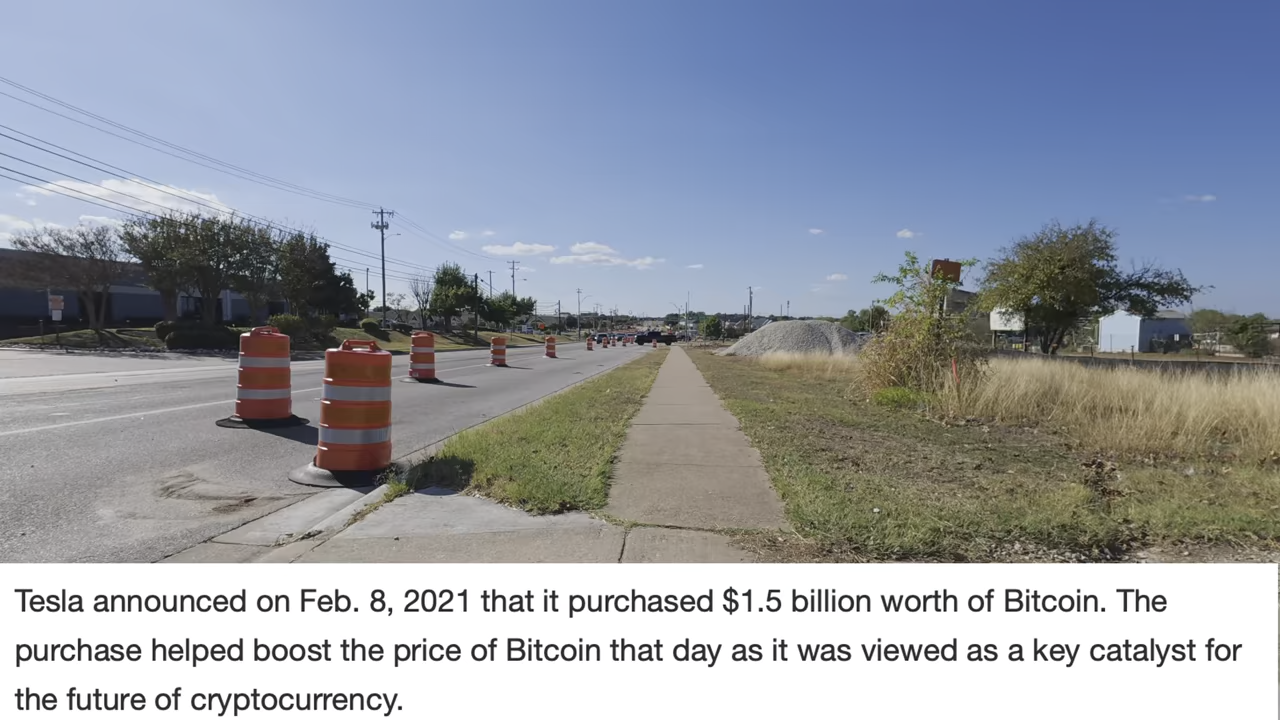 Tesla announced on Feb. 8, 2021 that it purchased $1.5 billion worth of Bitcoin. The
purchase helped boost the price of Bitcoin that day as it was viewed as a key catalyst for
the future of cryptocurrency.